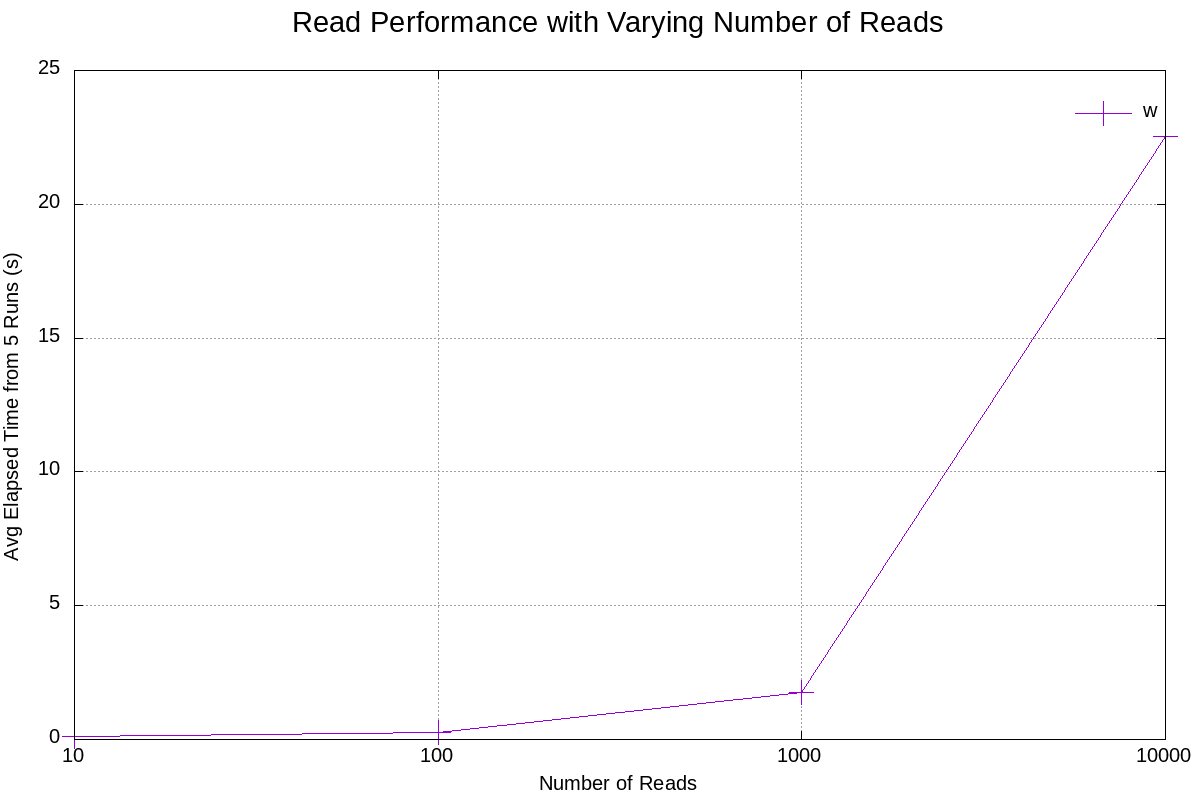 Read Performance with Varying Number of Reads
25
w
20
15
10
5
0
Avg Elapsed Time from 5 Runs (s)
10 100 1000 10000
Number of Reads